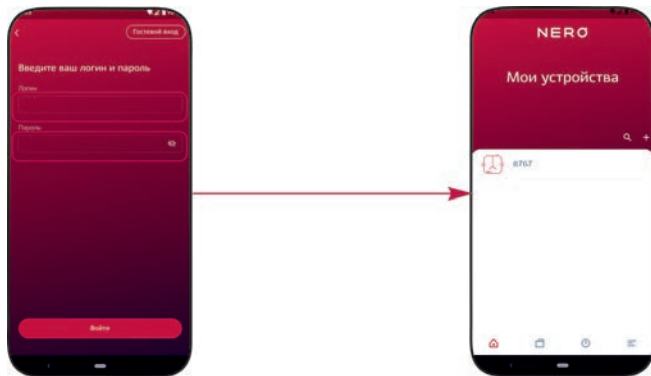 Гостевой вход
Введите ваш логин и пароль
Логин
Пароль
Войти
NERO
Мои устройства
8767